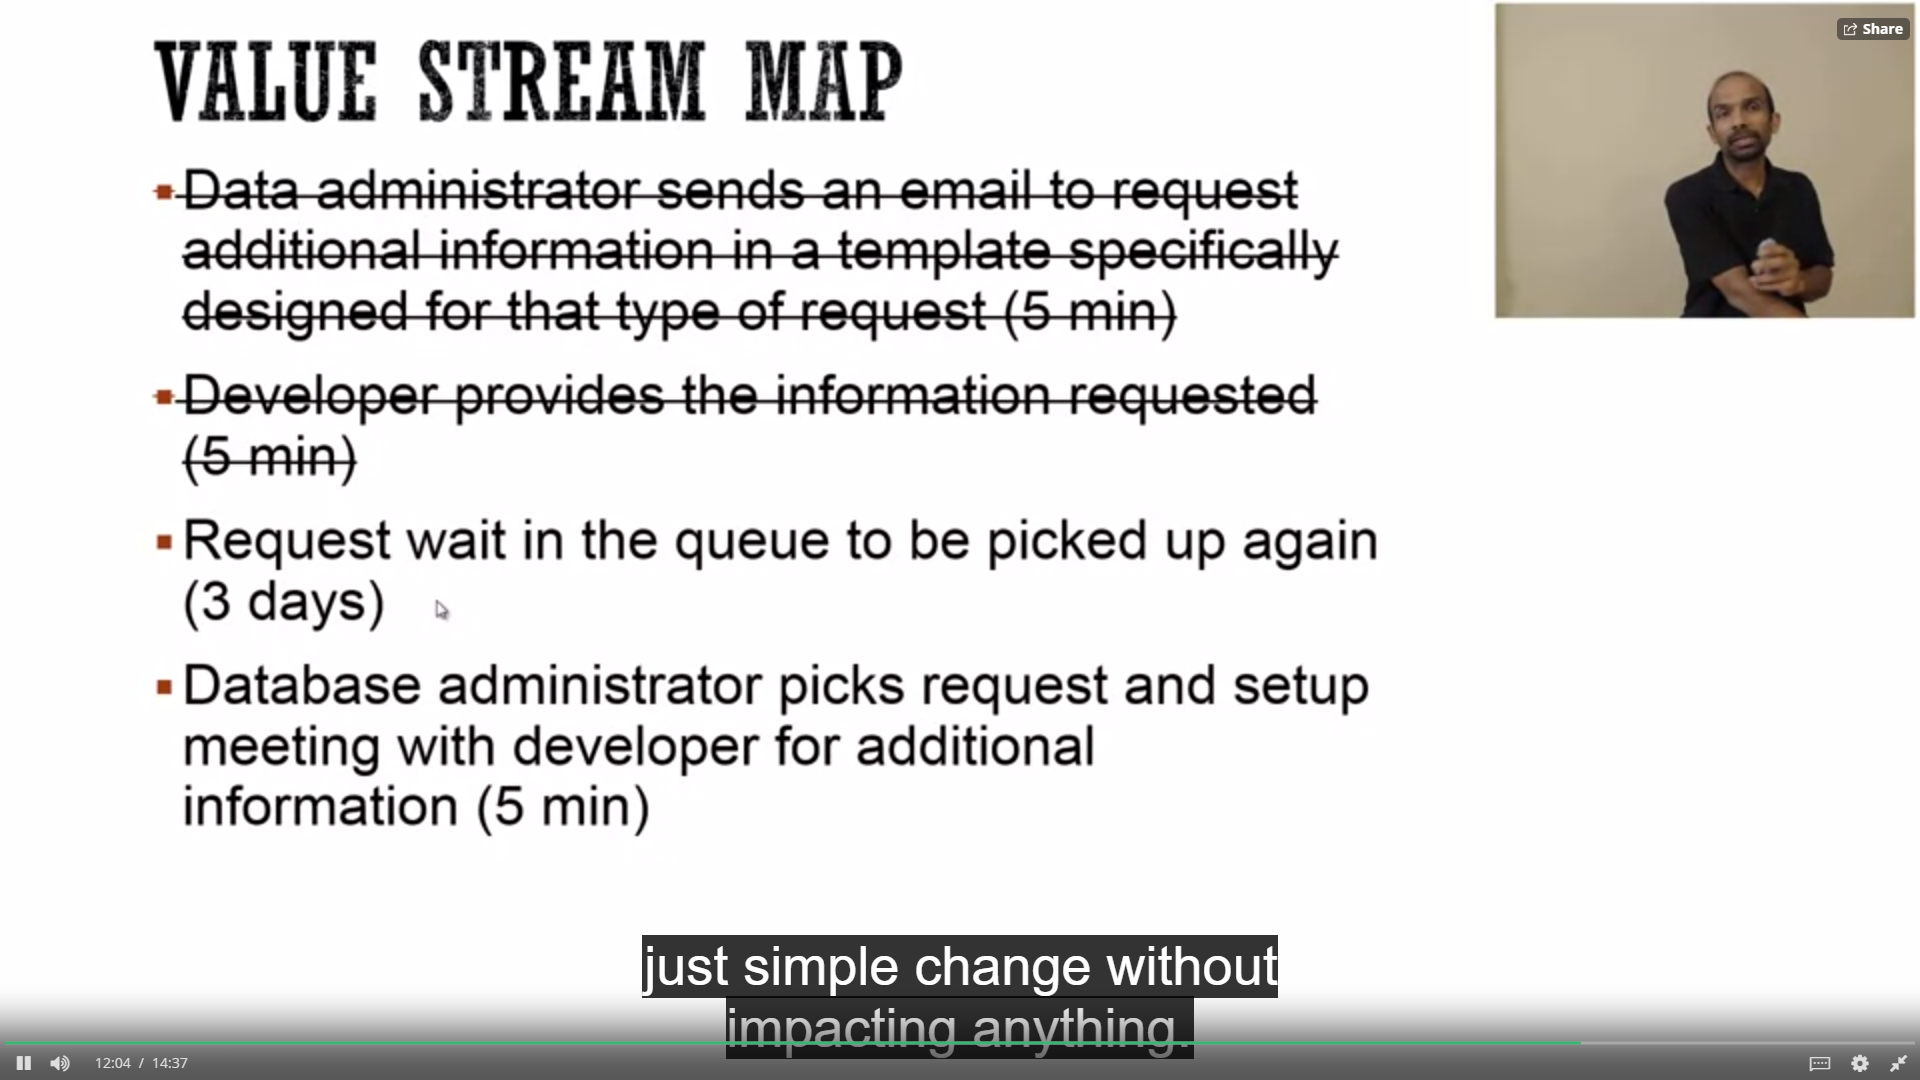 VALUE STREAM MAP
Share
Data administrator sends an email to request
additional information in a template specifically
designed for that type of request (5 min)
Developer provides the information requested
(5 min)
Request wait in the queue to be picked up again
(3 days)
Database administrator picks request and setup
meeting with developer for additional
information (5 min)
just simple change without
impacting anything.
12:04 / 14:37